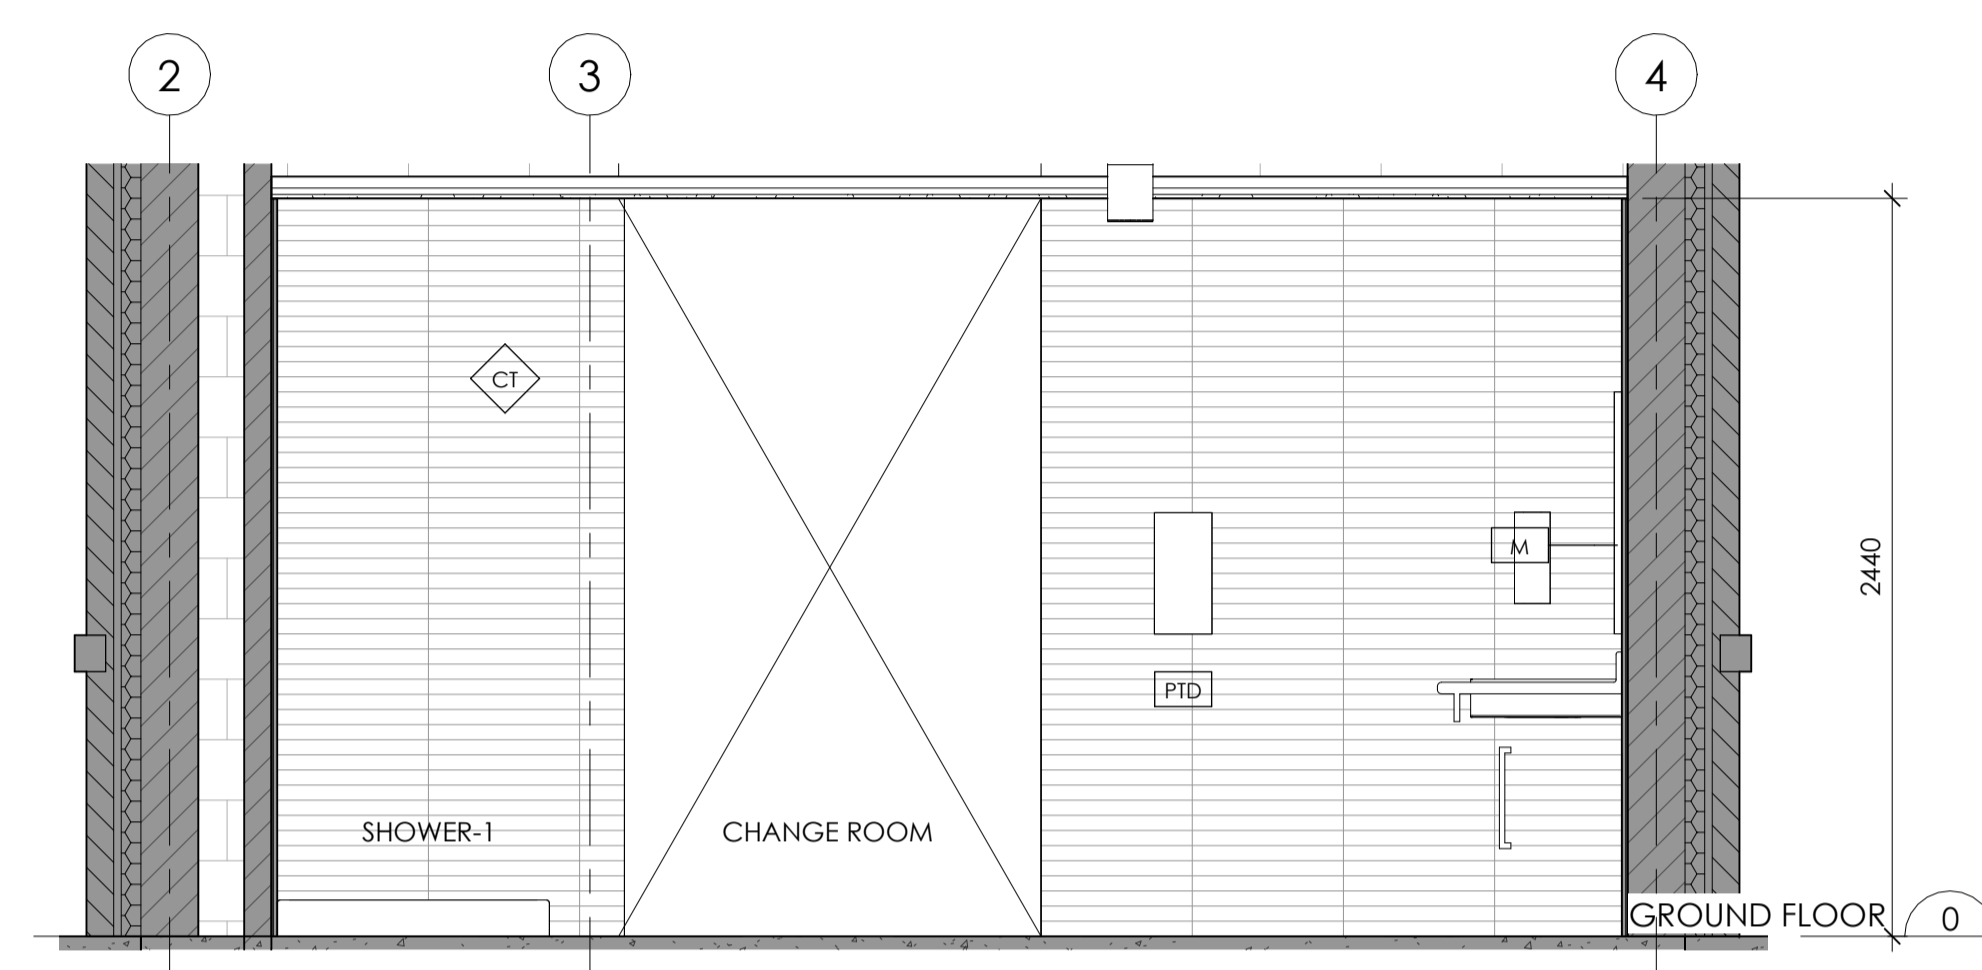 2
3
4
CT
M
2440
PTD
SHOWER-1
CHANGE ROOM
GROUND FLOOR
0